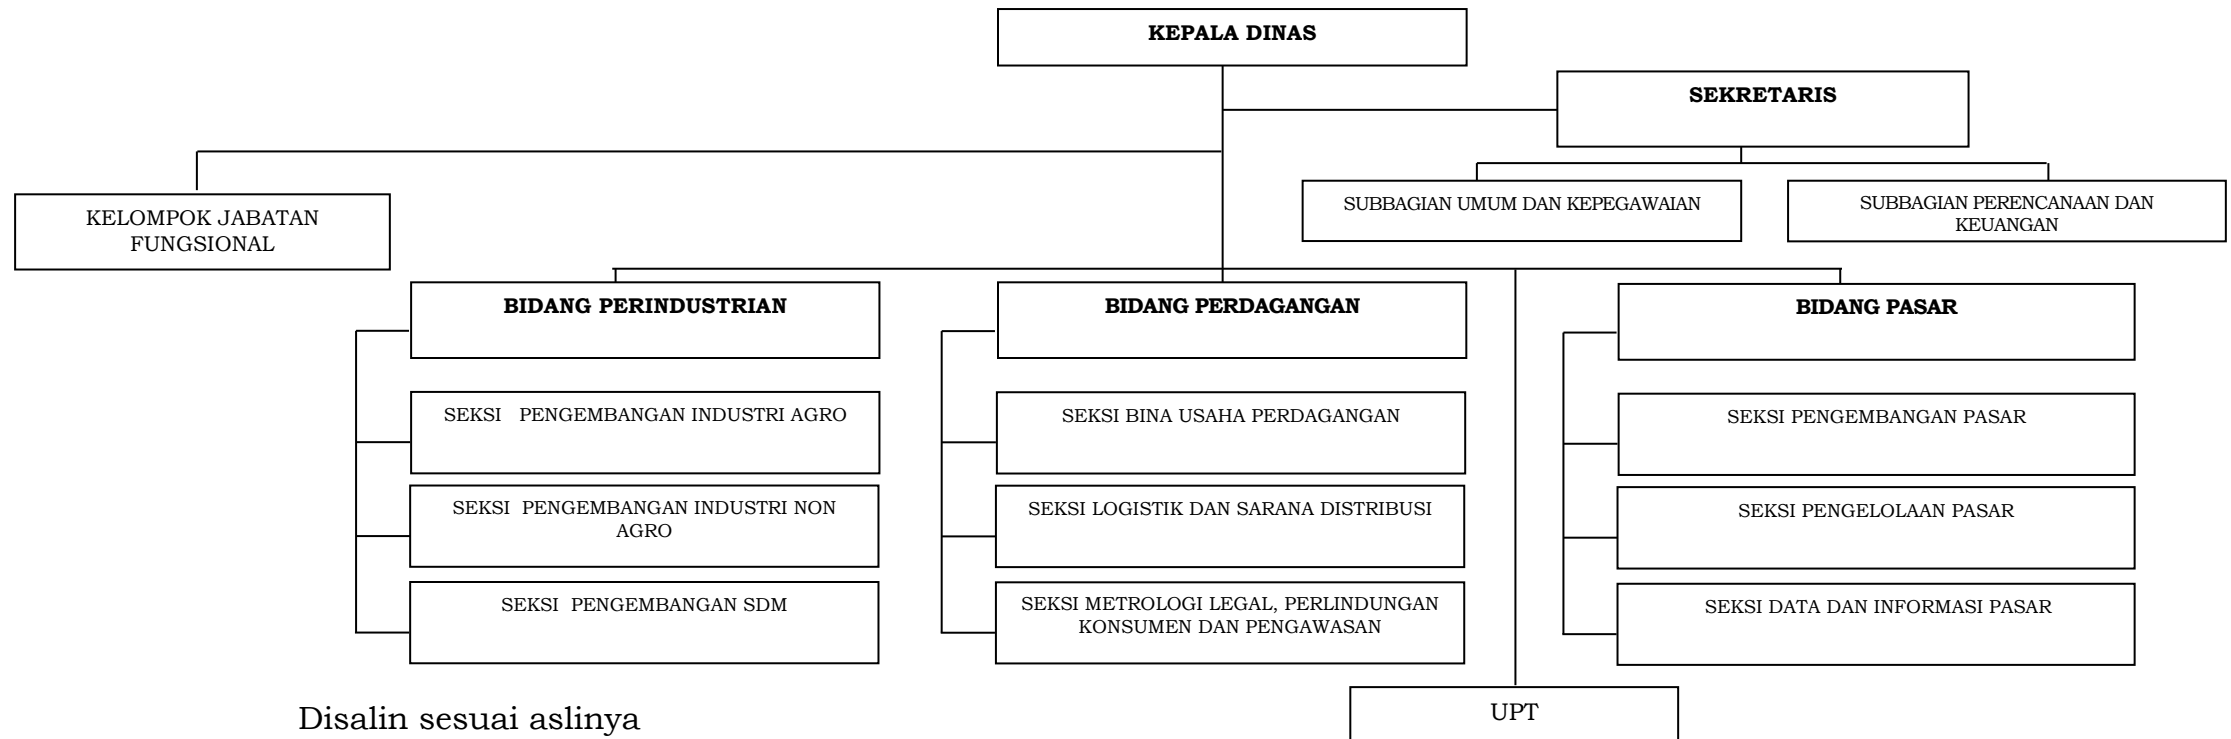 KEPALA DINAS
SEKRETARIS
KELOMPOK JABATAN
FUNGSIONAL
SUBBAGIAN UMUM DAN KEPEGAWAIAN
SUBBAGIAN PERENCANAAN DAN
KEUANGAN
BIDANG PERINDUSTRIAN
SEKSI PENGEMBANGAN INDUSTRI AGRO
SEKSI PENGEMBANGAN INDUSTRI NON
AGRO
SEKSI PENGEMBANGAN SDM
BIDANG PERDAGANGAN
SEKSI BINA USAHA PERDAGANGAN
SEKSI LOGISTIK DAN SARANA DISTRIBUSI
SEKSI METROLOGI LEGAL, PERLINDUNGAN
KONSUMEN DAN PENGAWASAN
BIDANG PASAR
SEKSI PENGEMBANGAN PASAR
SEKSI PENGELOLAAN PASAR
SEKSI DATA DAN INFORMASI PASAR
UPT
Disalin sesuai aslinya